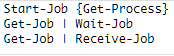 Start-Job {Get-Process}
Get-Job | Wait-Job
Get-Job | Receive-Job